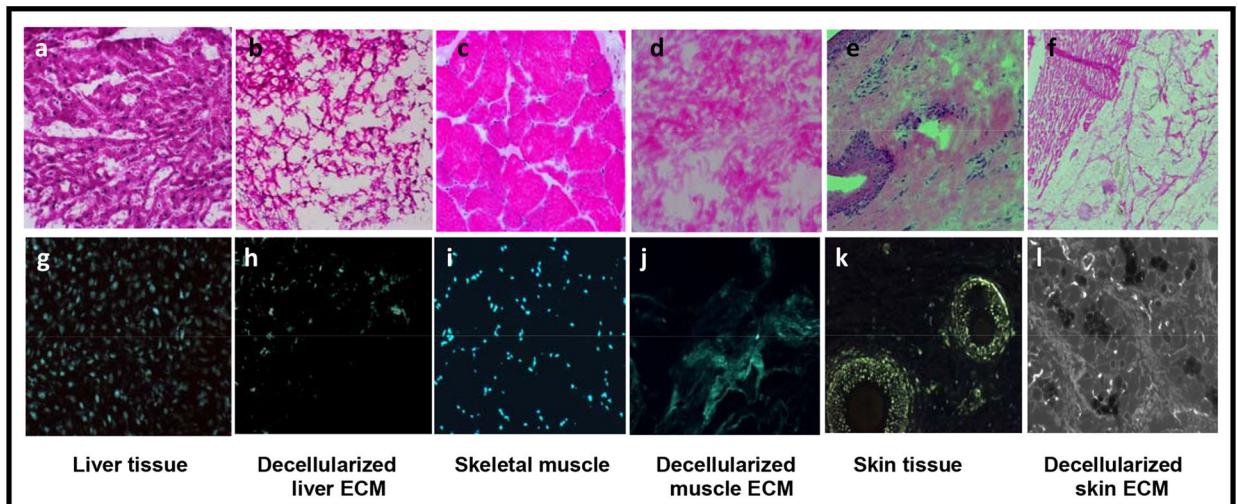 a b c d e f
g h i j k l
Liver tissue Decellularized Skeletal muscle Decellularized Skin tissue Decellularized
liver ECM muscle ECM skin ECM